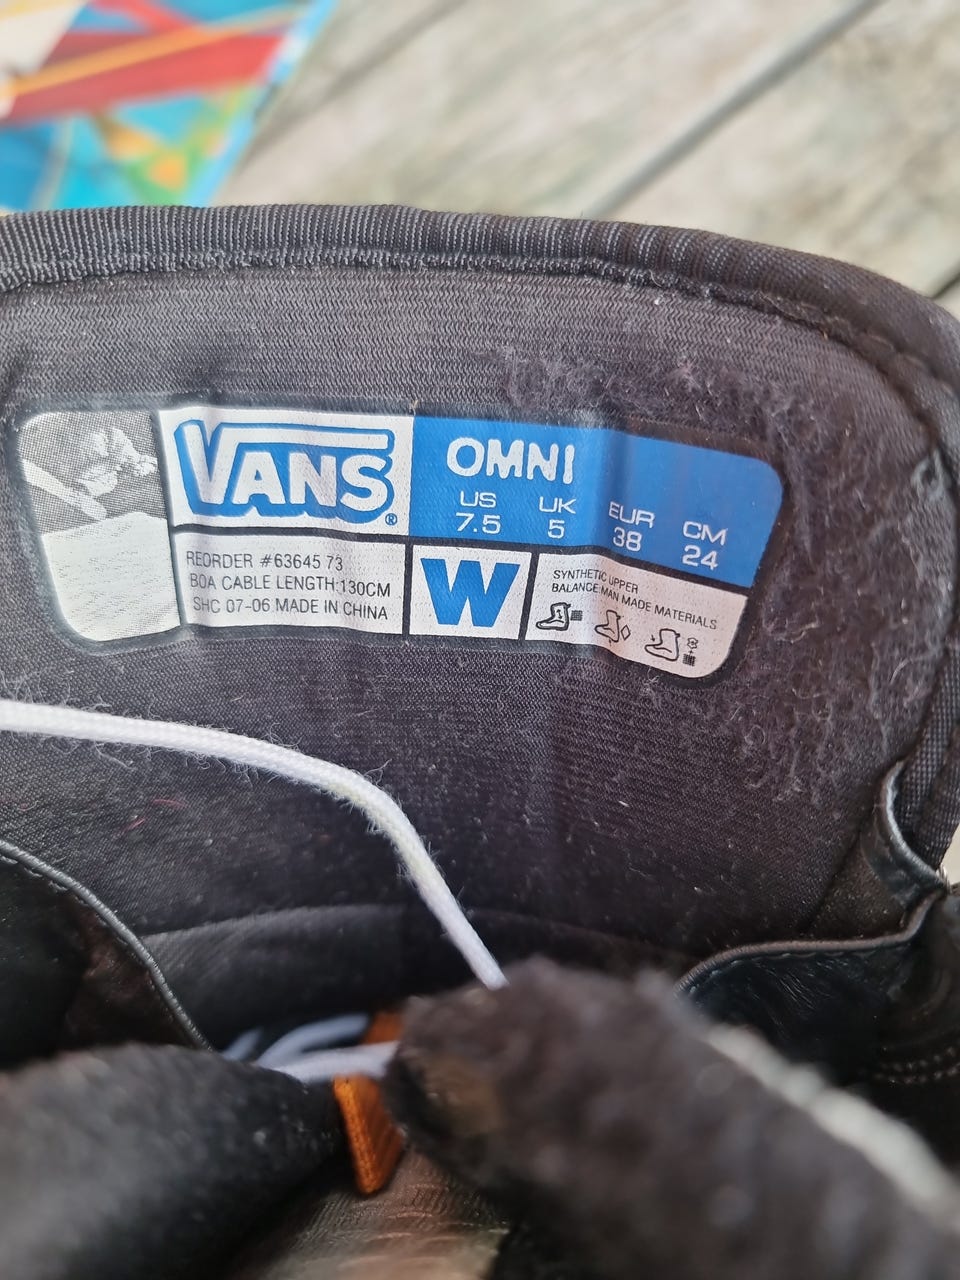 VANS®
OMNI
US UK EUR CM
7.5 5 38 24
REORDER #63645 73
BOA CABLE LENGTH:130CM
SHC 07-06 MADE IN CHINA
W
SYNTHETIC UPPER
BALANCE:MAN MADE MATERIALS